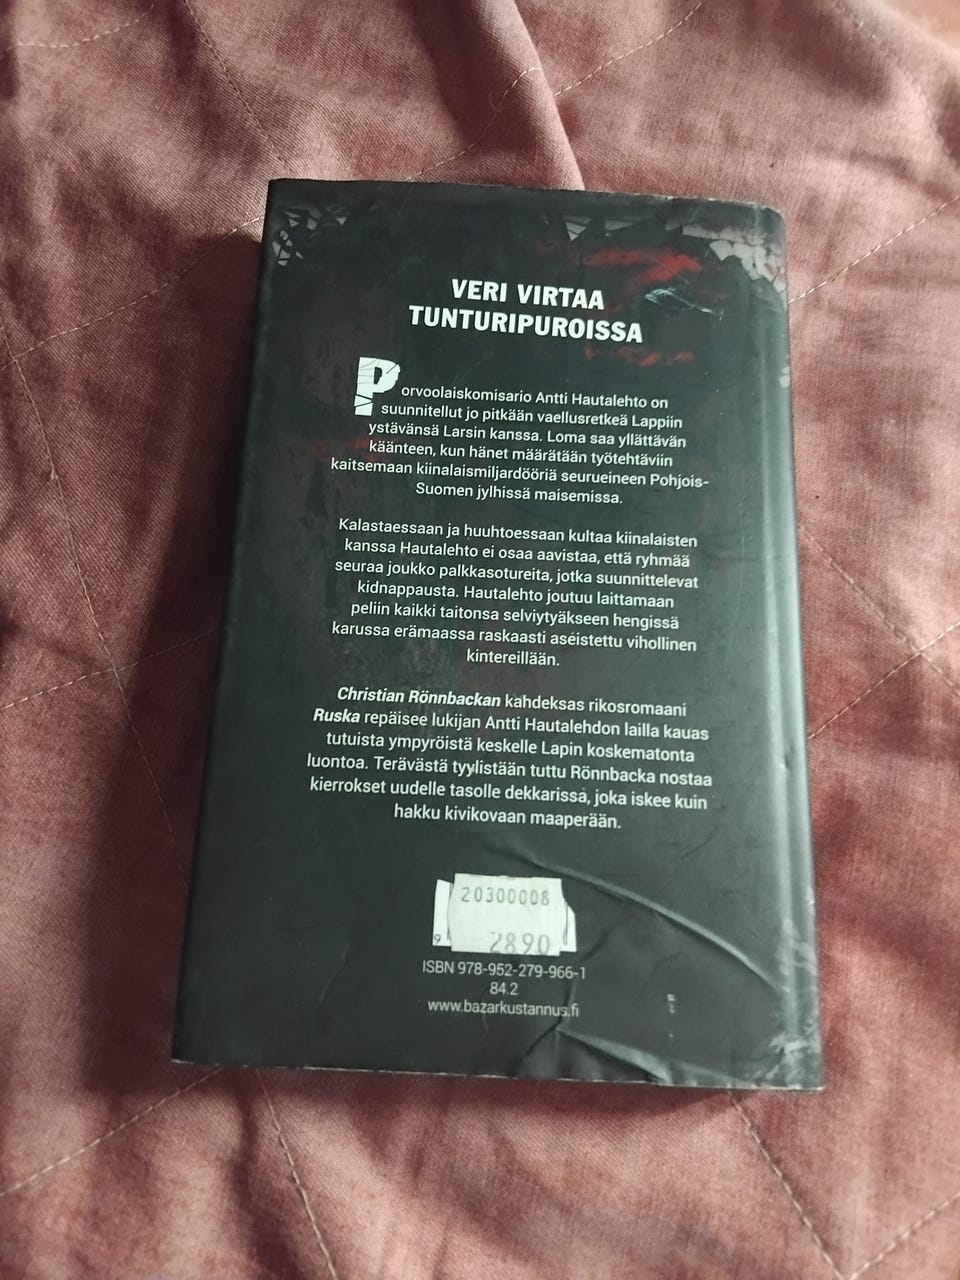 VERI VIRTAA
TUNTURIPUROISSA
Porvoolaiskomisario Antti Hautalehto on
suunnitellut jo pitkään vaellusretkeä Lappiin
ystävänsä Larsin kanssa. Loma saa yllättävän
käänteen, kun hänet määrätään työtehtäviin
kaitsemaan kiinalaismiljardööriä seurueineen Pohjois-
Suomen jylhissä maisemissa.
Kalastaessaan ja huuhtoessaan kultaa kiinalaisten
kanssa Hautalehto ei osaa aavistaa, että ryhmää
seuraa joukko palkkasotureita, jotka suunnittelevat
kidnappausta. Hautalehto joutuu laittamaan
peliin kaikki taitonsa selviytyäkseen hengissä
karussa erämaassa raskaasti aseistettu vihollinen
kintereillään.
Christian Rönnbackan kahdeksas rikosromaani
Ruska repäisee lukijan Antti Hautalehdon lailla kauas
tutuista ympyröistä keskelle Lapin koskematonta
luontoa. Terävästä tyylistään tuttu Rönnbacka nostaa
kierrokset uudelle tasolle dekkarissa, joka iskee kuin
hakku kivikovaan maaperään.
20300008
9
2890
ISBN 978-952-279-966-1
84.2
www.bazarkustannus.fi